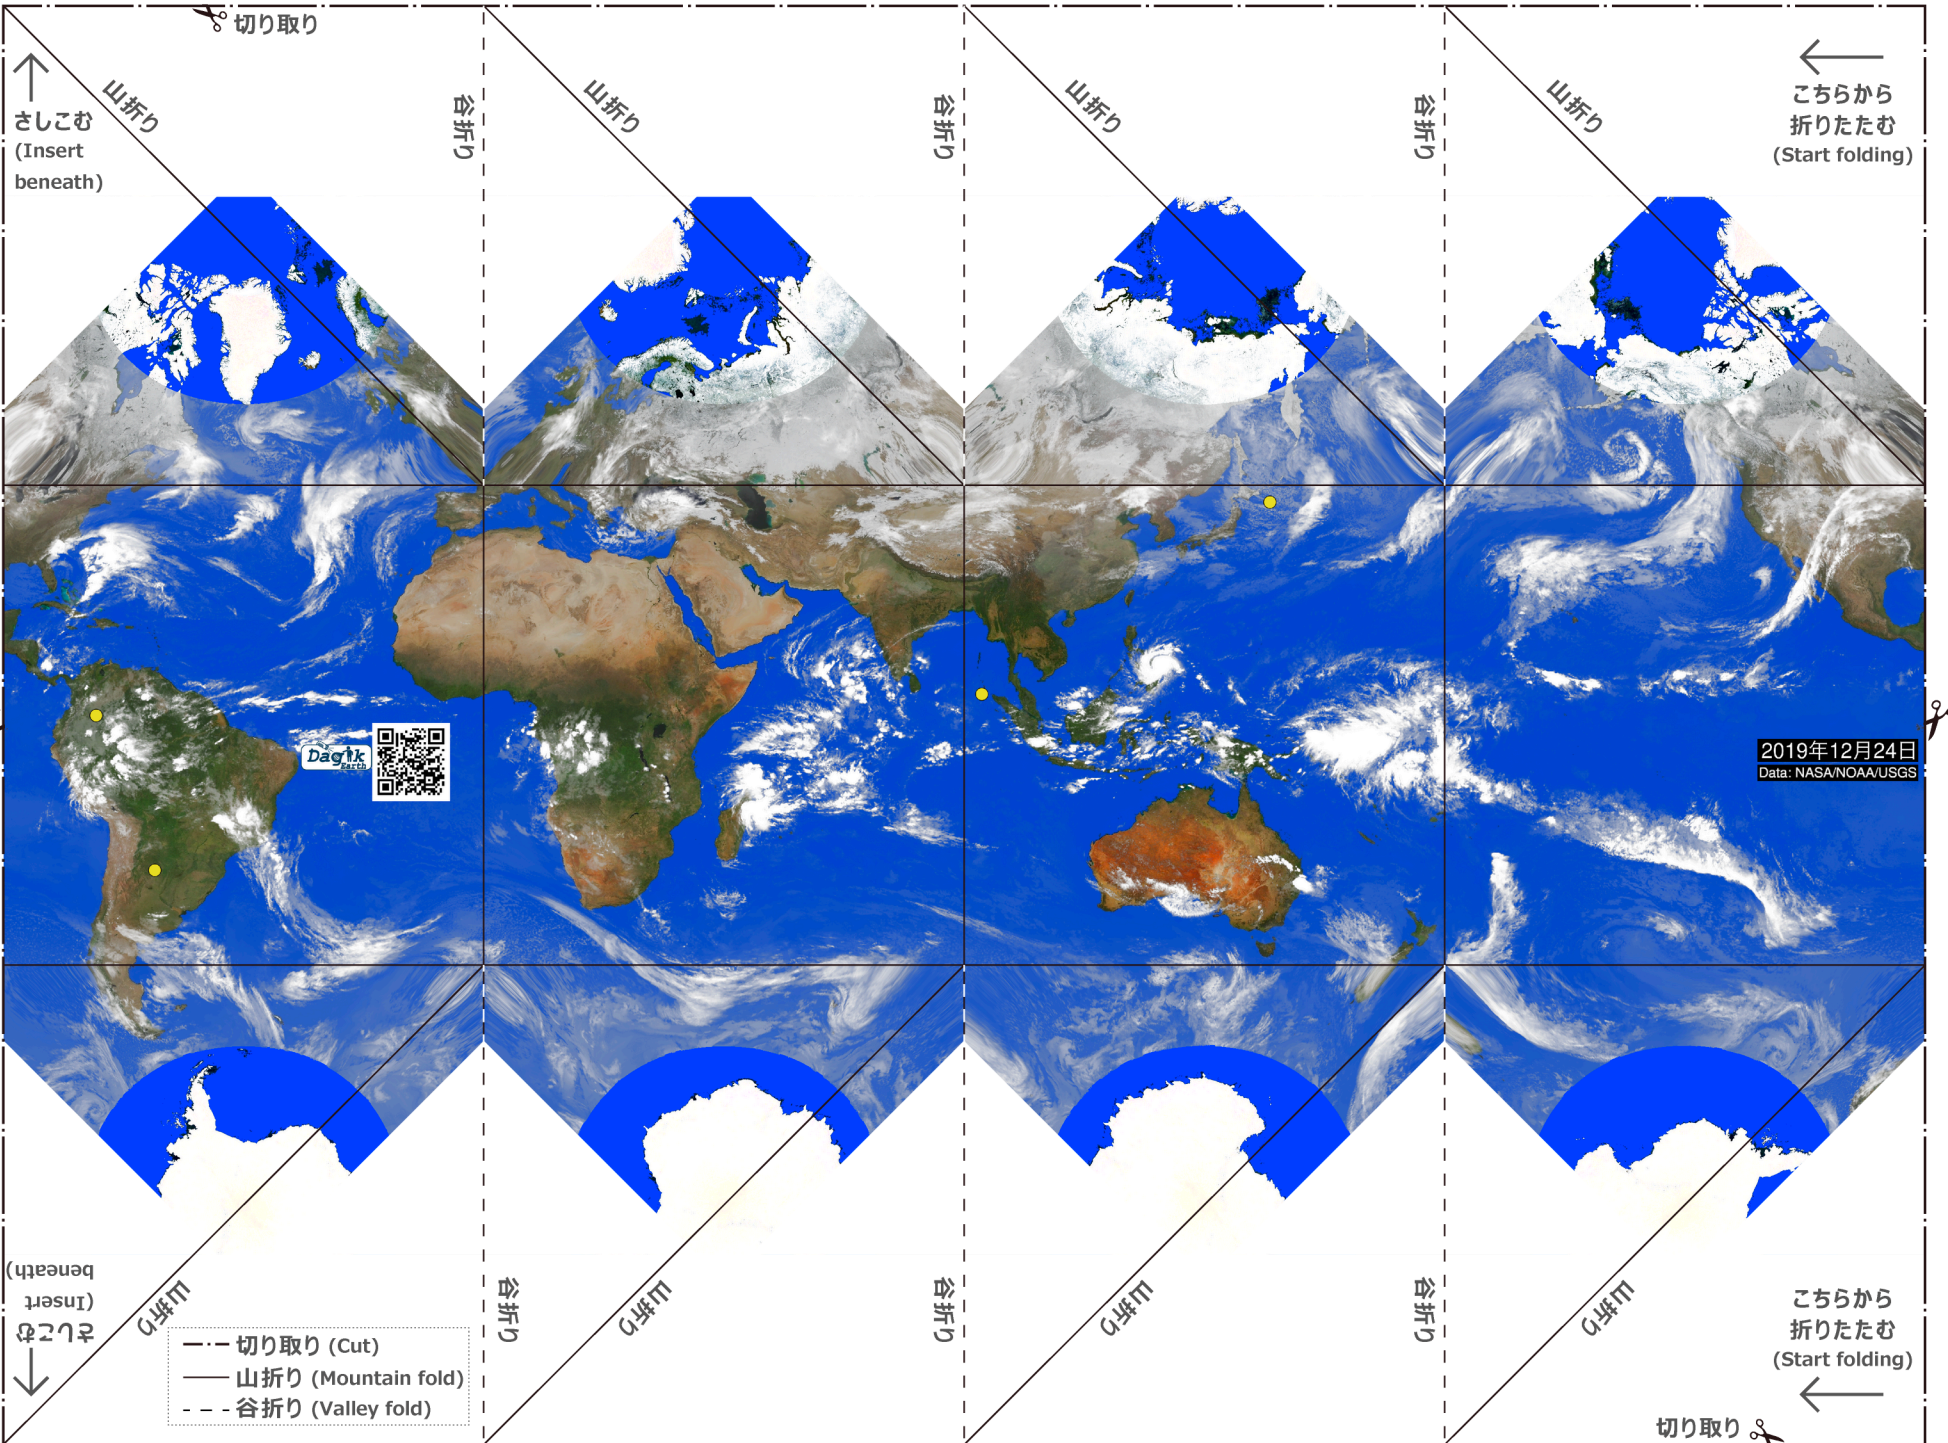 切り取り
さしこむ
(Insert
beneath)
山折り
谷折り
山折り
谷折り
山折り
谷折り
山折り
こちらから
折りたたむ
(Start folding)
Dagik
Earth
2019年12月24日
Data: NASA/NOAA/USGS
さしこむ
(Insert
beneath)
山折り
谷折り
山折り
谷折り
山折り
谷折り
山折り
こちらから
折りたたむ
(Start folding)
切り取り (Cut)
山折り (Mountain fold)
谷折り (Valley fold)
切り取り